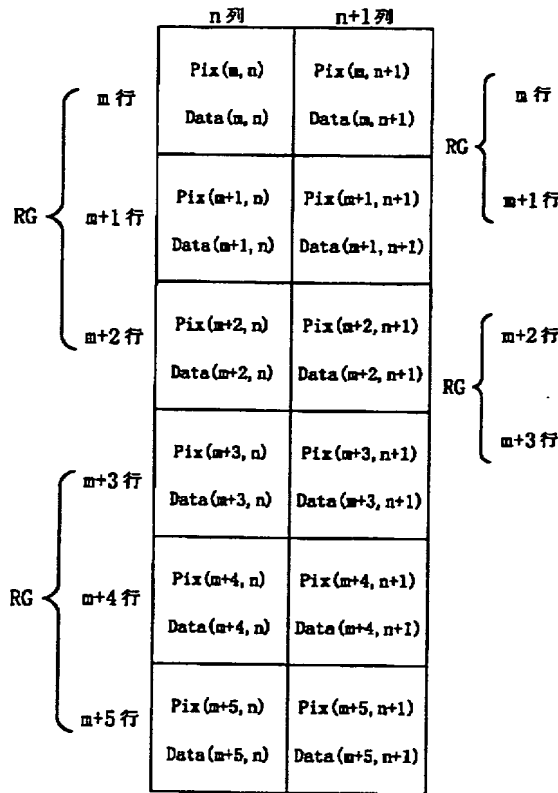 n列 n+1列
Pix(m, n) Pix(m, n+1)
m行 m行
Data(m, n) Data(m, n+1)
RG
Pix(m+1, n) Pix(m+1, n+1)
m+1行
RG m+1行
Data(m+1, n) Data(m+1, n+1)
Pix(m+2, n) Pix(m+2, n+1)
m+2行 m+2行
Data(m+2, n) Data(m+2, n+1)
RG
Pix(m+3, n) Pix(m+3, n+1)
m+3行
m+3行
Data(m+3, n) Data(m+3, n+1)
Pix(m+4, n) Pix(m+4, n+1)
RG m+4行
Data(m+4, n) Data(m+4, n+1)
Pix(m+5, n) Pix(m+5, n+1)
m+5行
Data(m+5, n) Data(m+5, n+1)